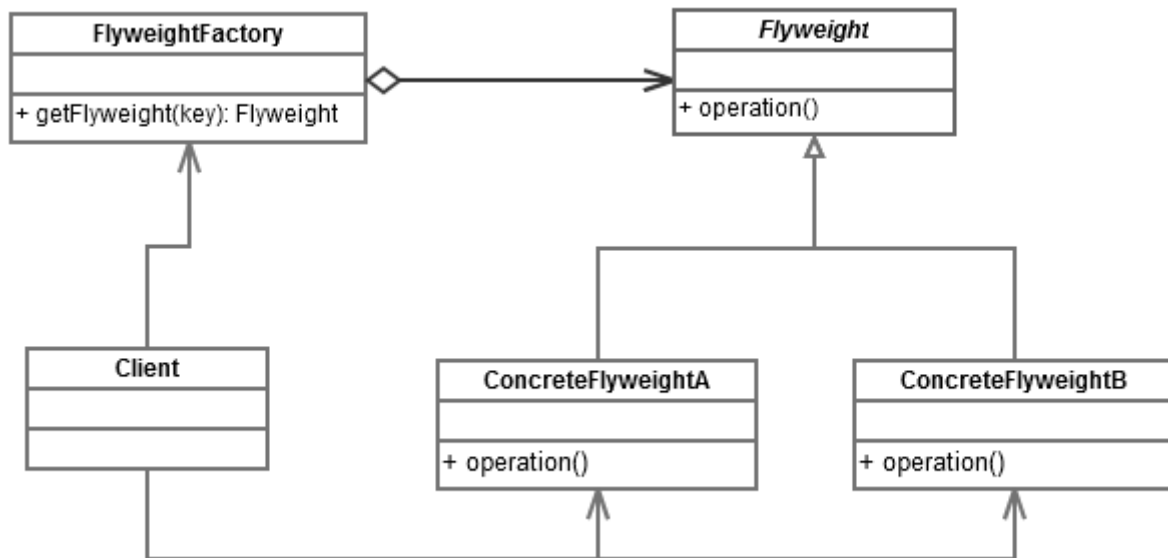 FlyweightFactory
+ getFlyweight(key): Flyweight
Flyweight
+ operation()
Client
ConcreteFlyweightA
+ operation()
ConcreteFlyweightB
+ operation()